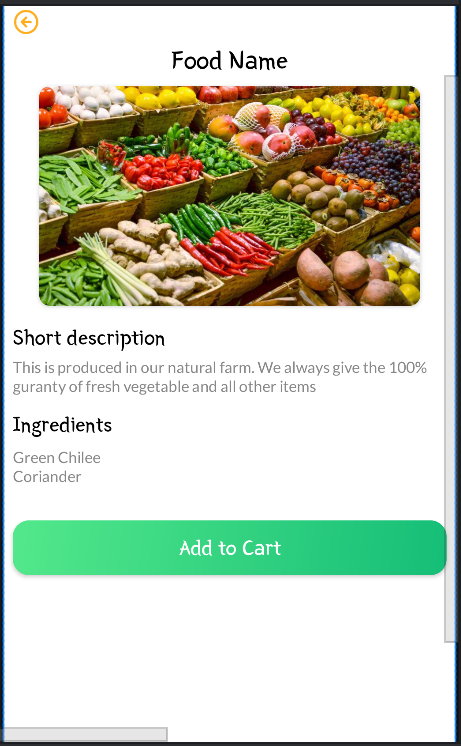 Food Name
Short description
This is produced in our natural farm. We always give the 100%
guranty of fresh vegetable and all other items
Ingredients
Green Chilee
Coriander
Add to Cart